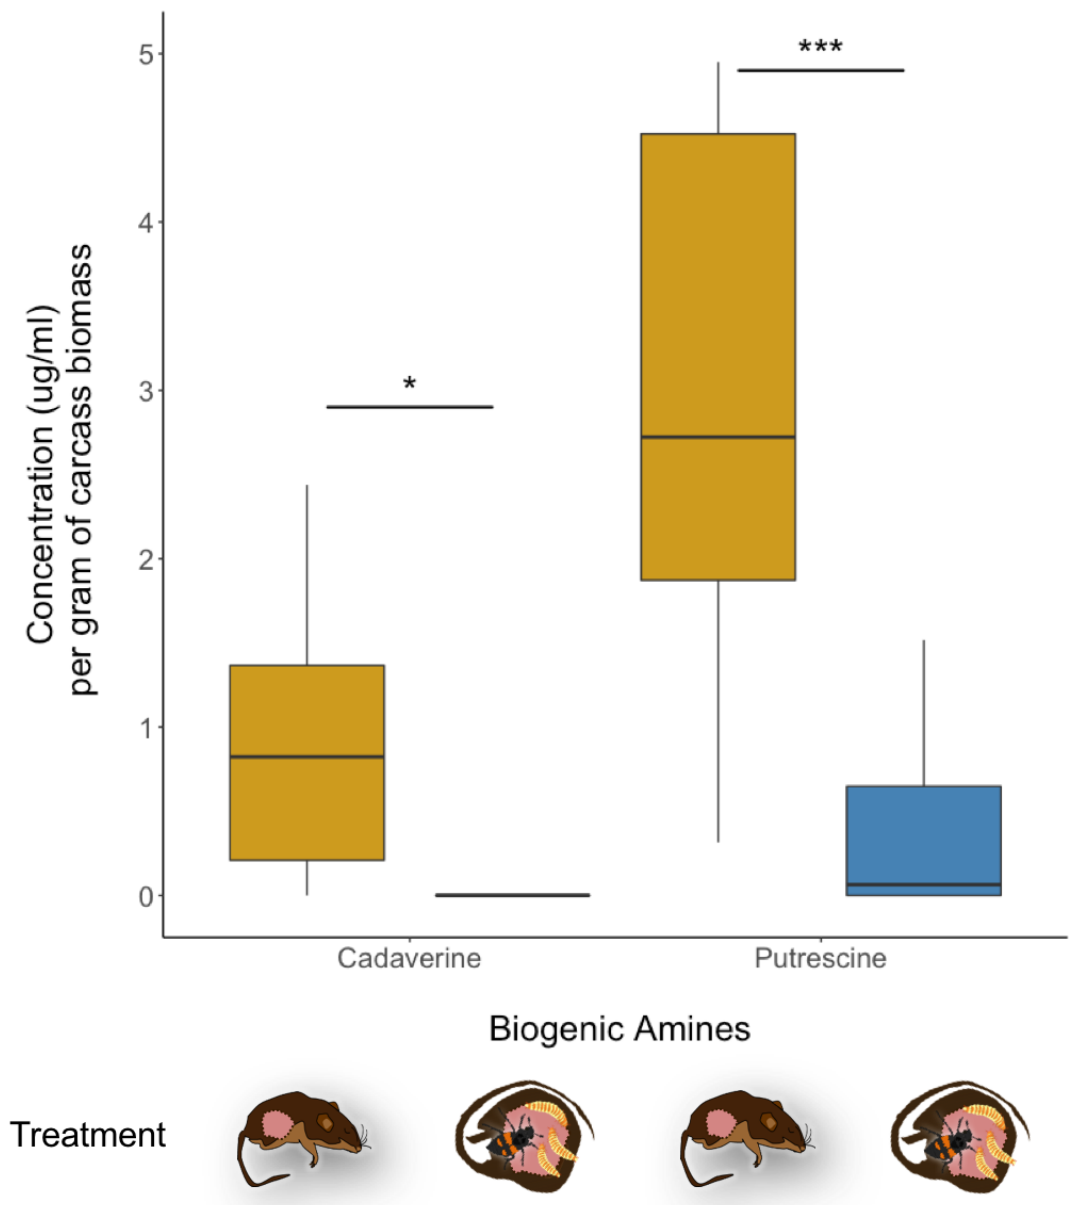 5
***
4
3
*
2
1
0
Concentration (ug/ml)
per gram of carcass biomass
Cadaverine Putrescine
Biogenic Amines
Treatment